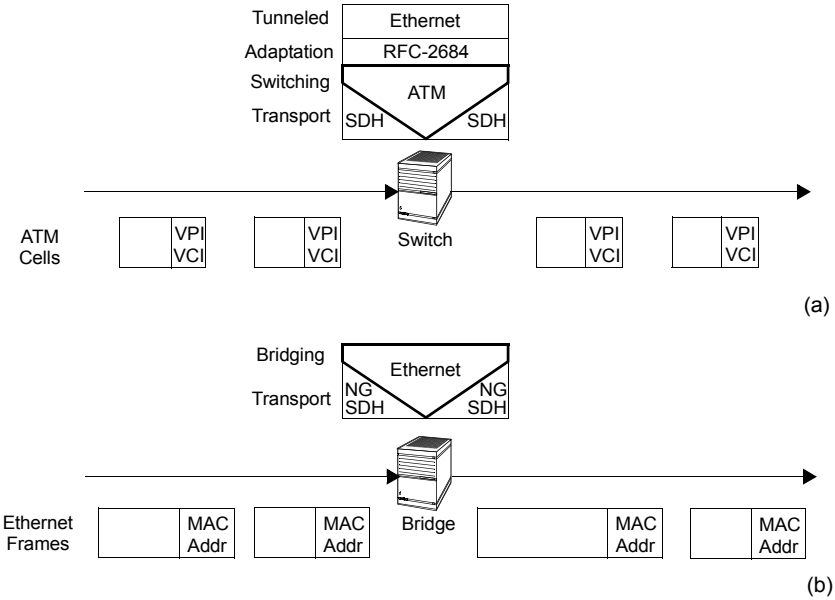 Tunneled
Ethernet
Adaptation
RFC-2684
Switching
ATM
Transport
SDH
SDH
Switch
ATM
Cells
VPI
VCI
VPI
VCI
VPI
VCI
VPI
VCI
(a)
Bridging
Ethernet
Transport
NG
SDH
NG
SDH
Bridge
Ethernet
Frames
MAC
Addr
MAC
Addr
MAC
Addr
MAC
Addr
(b)